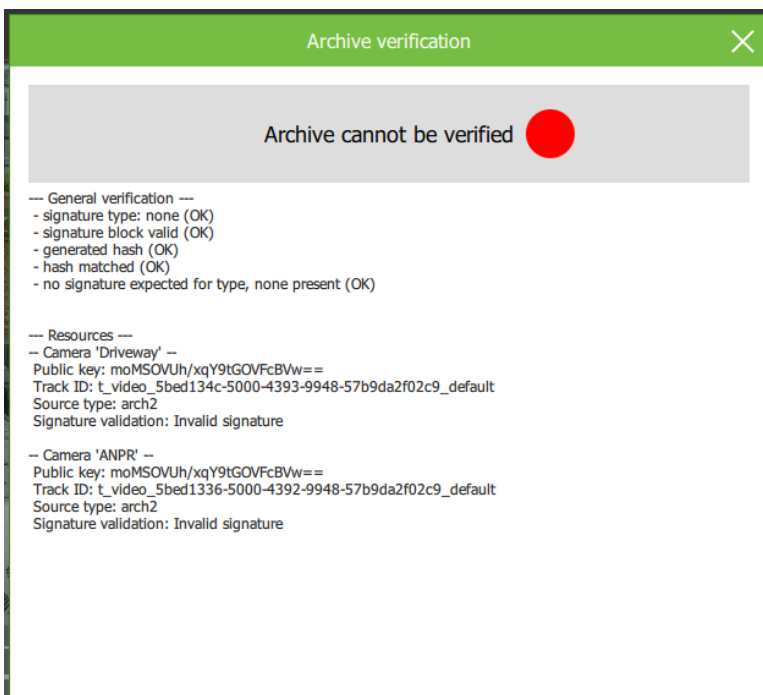 Archive verification
Archive cannot be verified
--- General verification ---
- signature type: none (OK)
- signature block valid (OK)
- generated hash (OK)
- hash matched (OK)
- no signature expected for type, none present (OK)
--- Resources ---
-- Camera 'Driveway' --
Public key: moMSOVUh/xqY9tGOVFcBVw==
Track ID: t_video_5bed134c-5000-4393-9948-57b9da2f02c9_default
Source type: arch2
Signature validation: Invalid signature
-- Camera 'ANPR' --
Public key: moMSOVUh/xqY9tGOVFcBVw==
Track ID: t_video_5bed1336-5000-4392-9948-57b9da2f02c9_default
Source type: arch2
Signature validation: Invalid signature